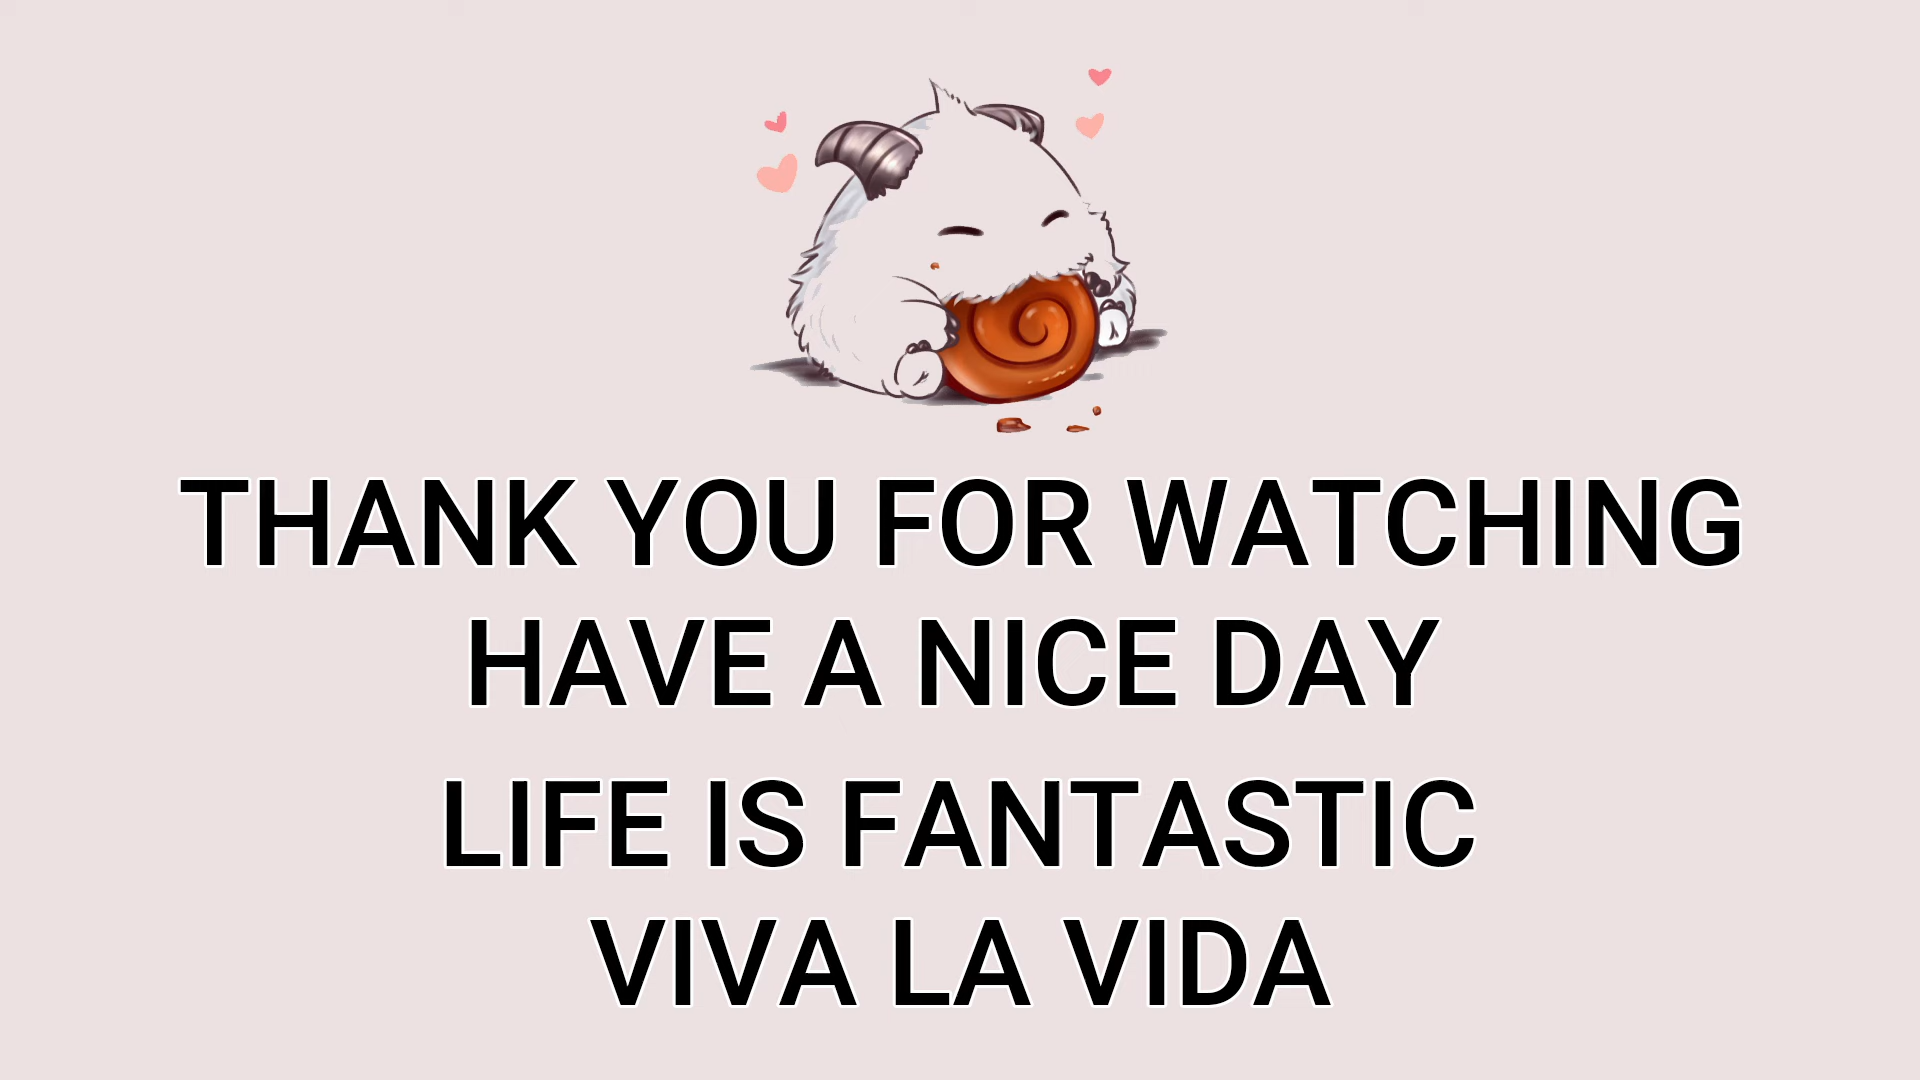 THANK YOU FOR WATCHING
HAVE A NICE DAY
LIFE IS FANTASTIC
VIVA LA VIDA